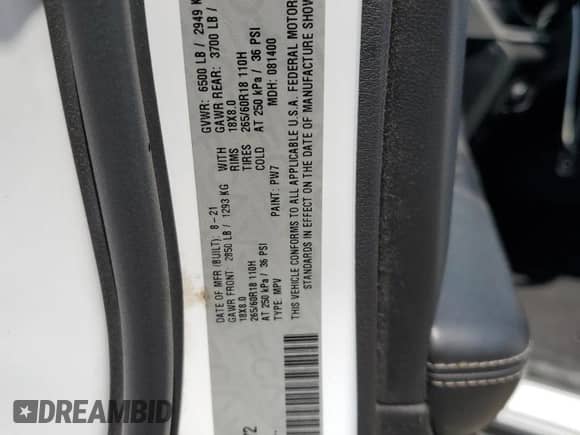 DATE OF MFR (BUILT): 8-21 GVWR: 6500 LB / 2949 K
GAWR FRONT: 2850 LB / 1293 KG WITH GAWR REAR: 3700 LB /
18X8.0 RIMS 18X8.0
265/60R18 110H TIRES 265/60R18 110H
AT 250 kPa / 36 PSI COLD AT 250 kPa / 36 PSI
TYPE: MPV PAINT: PW7 MDH: 081400
THIS VEHICLE CONFORMS TO ALL APPLICABLE U.S.A. FEDERAL MOTOR
STANDARDS IN EFFECT ON THE DATE OF MANUFACTURE SHOW
DREAMBID